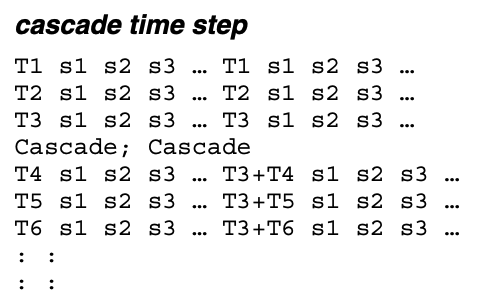 cascade time step
T1 s1 s2 s3 … T1 s1 s2 s3 …
T2 s1 s2 s3 … T2 s1 s2 s3 …
T3 s1 s2 s3 … T3 s1 s2 s3 …
Cascade; Cascade
T4 s1 s2 s3 … T3+T4 s1 s2 s3 …
T5 s1 s2 s3 … T3+T5 s1 s2 s3 …
T6 s1 s2 s3 … T3+T6 s1 s2 s3 …
: :
: :